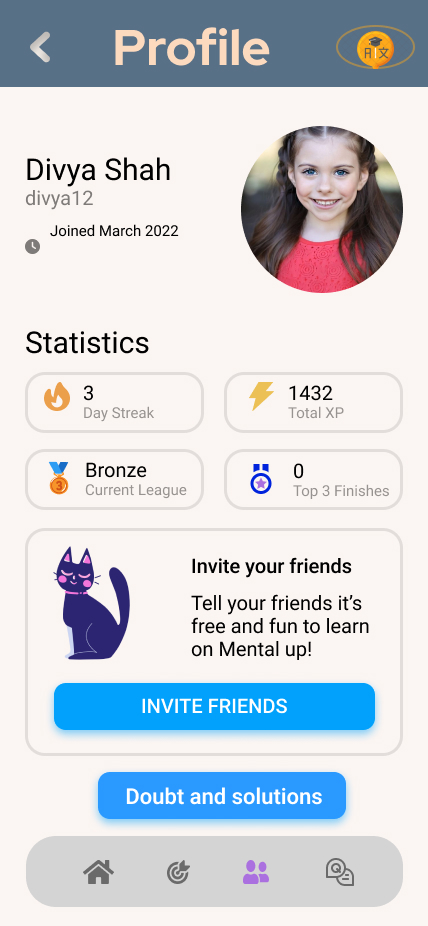 Profile
Divya Shah
divya12
Joined March 2022
Statistics
3
Day Streak
1432
Total XP
3
Bronze
Current League
0
Top 3 Finishes
Invite your friends
Tell your friends it's
free and fun to learn
on Mental up!
INVITE FRIENDS
Doubt and solutions